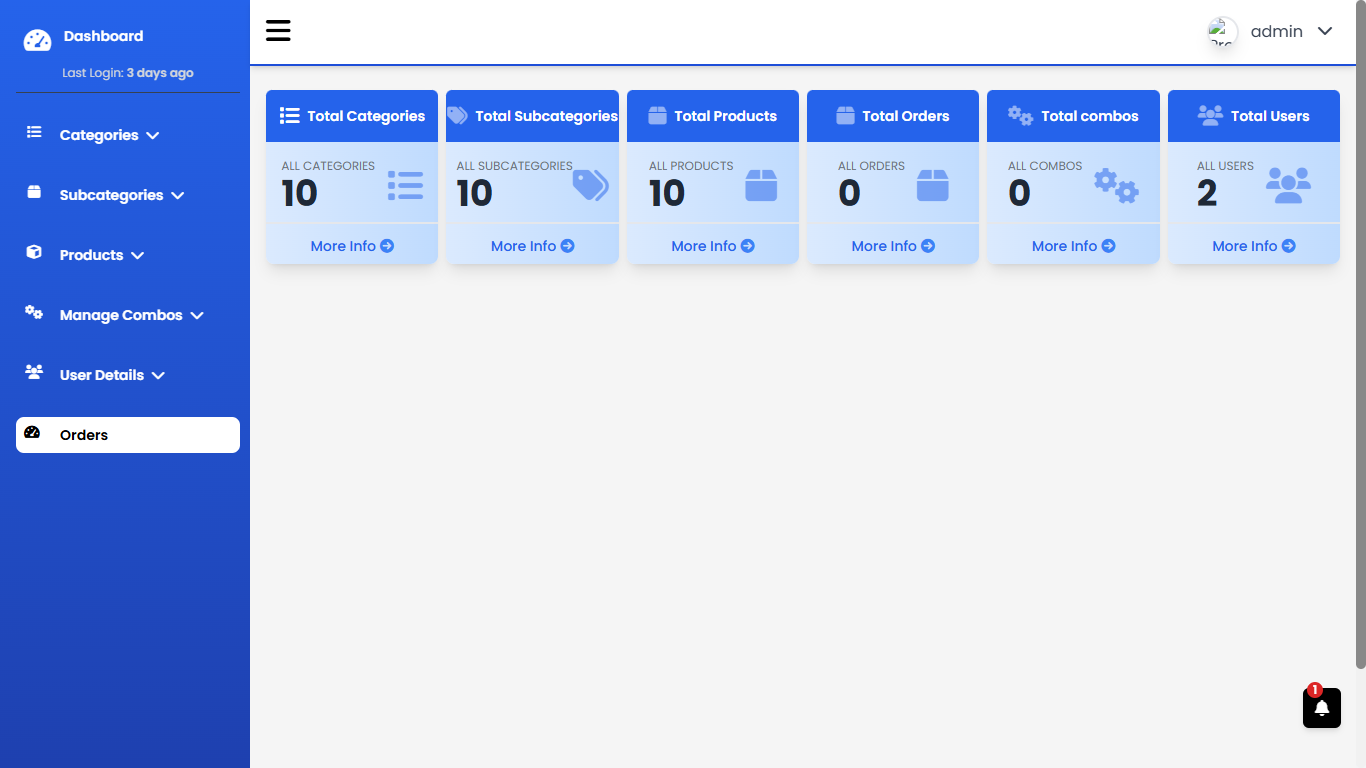 Dashboard
Last Login: 3 days ago
Categories
Subcategories
Products
Manage Combos
User Details
Orders
admin
Total Categories
ALL CATEGORIES
10
More Info
Total Subcategories
ALL SUBCATEGORIES
10
More Info
Total Products
ALL PRODUCTS
10
More Info
Total Orders
ALL ORDERS
0
More Info
Total combos
ALL COMBOS
0
More Info
Total Users
ALL USERS
2
More Info
1